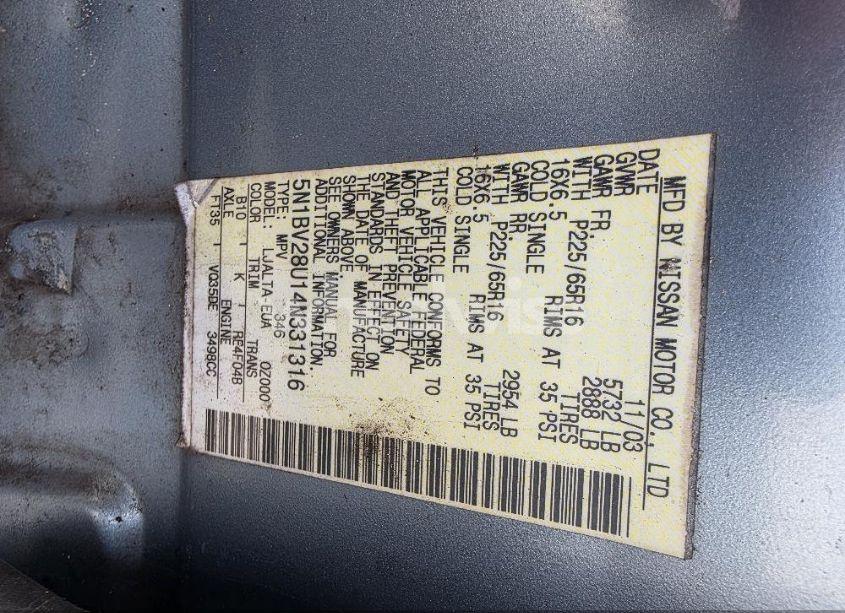 MFD BY NISSAN MOTOR CO., LTD
DATE 11/03
GVWR 5732 LB
GAWR FR. 2888 LB
WITH P225/65R16 TIRES
16X6.5 RIMS AT 35 PSI
COLD SINGLE
GAWR RR. 2954 LB
WITH P225/65R16 TIRES
16X6.5 RIMS AT 35 PSI
COLD SINGLE
THIS VEHICLE CONFORMS TO
ALL APPLICABLE FEDERAL
MOTOR VEHICLE SAFETY
AND THEFT PREVENTION
STANDARDS IN EFFECT ON
THE DATE OF MANUFACTURE
SHOWN ABOVE
SEE OWNERS MANUAL FOR
ADDITIONAL INFORMATION.
5N1BV28U14N331316
TYPE: MPV 346
MODEL: LJALTA-EUA 0Z000
COLOR TRIM TRANS
B10 K RE4F04B
AXLE ENGINE
FT35 VQ35DE 3498CC